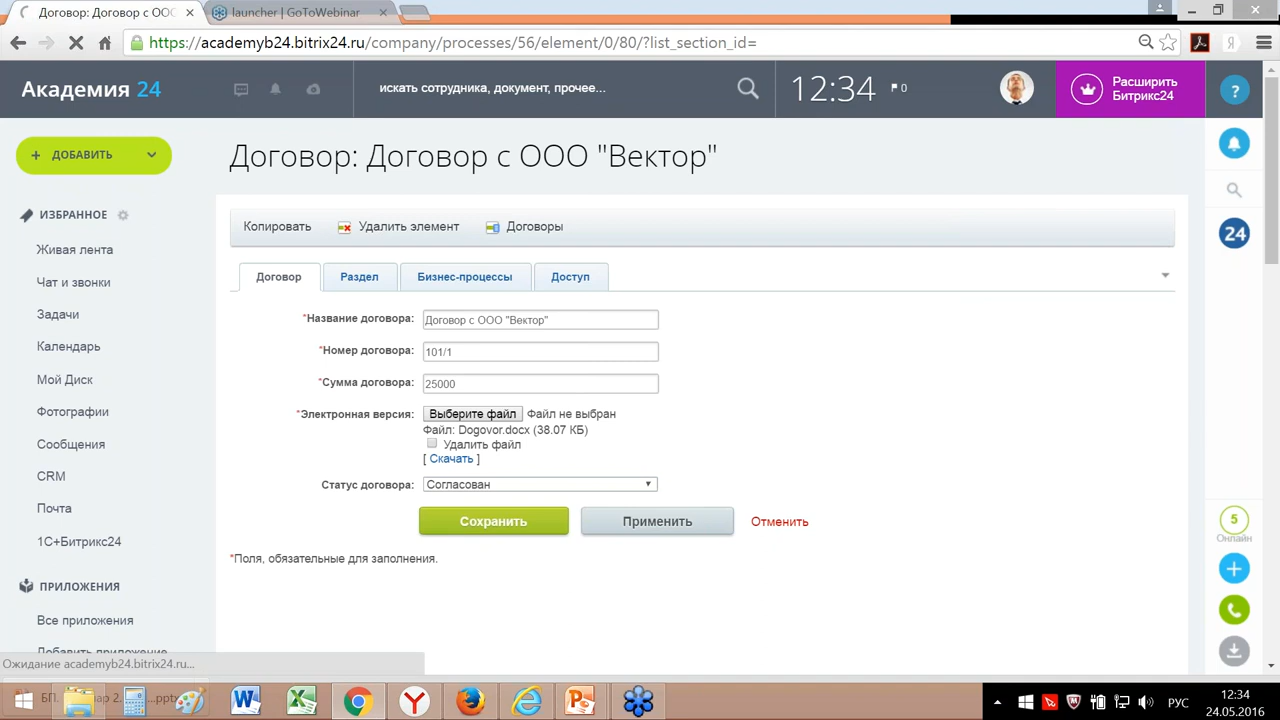 Договор: Договор с ООО
launcher | GoToWebinar
https://academyb24.bitrix24.ru/company/processes/56/element/0/80/?list_section_id=
Академия 24
искать сотрудника, документ, прочее...
12:34
0
Расширить
Битрикс24
?
+ ДОБАВИТЬ
Договор: Договор с ООО "Вектор"
24
ИЗБРАННОЕ
Живая лента
Чат и звонки
Задачи
Календарь
Мой Диск
Фотографии
Сообщения
CRM
Почта
1С+Битрикс24
ПРИЛОЖЕНИЯ
Все приложения
Добавить приложение
Копировать
Удалить элемент
Договоры
Договор
Раздел
Бизнес-процессы
Доступ
*Название договора: Договор с ООО "Вектор"
*Номер договора: 101/1
*Сумма договора: 25000
*Электронная версия: Выберите файл Файл не выбран
Файл: Dogovor.docx (38.07 КБ)
Удалить файл
[ Скачать ]
Статус договора: Согласован
Сохранить
Применить
Отменить
*Поля, обязательные для заполнения.
5
Онлайн
Ожидание academyb24.bitrix24.ru...
РУС
12:34
24.05.2016